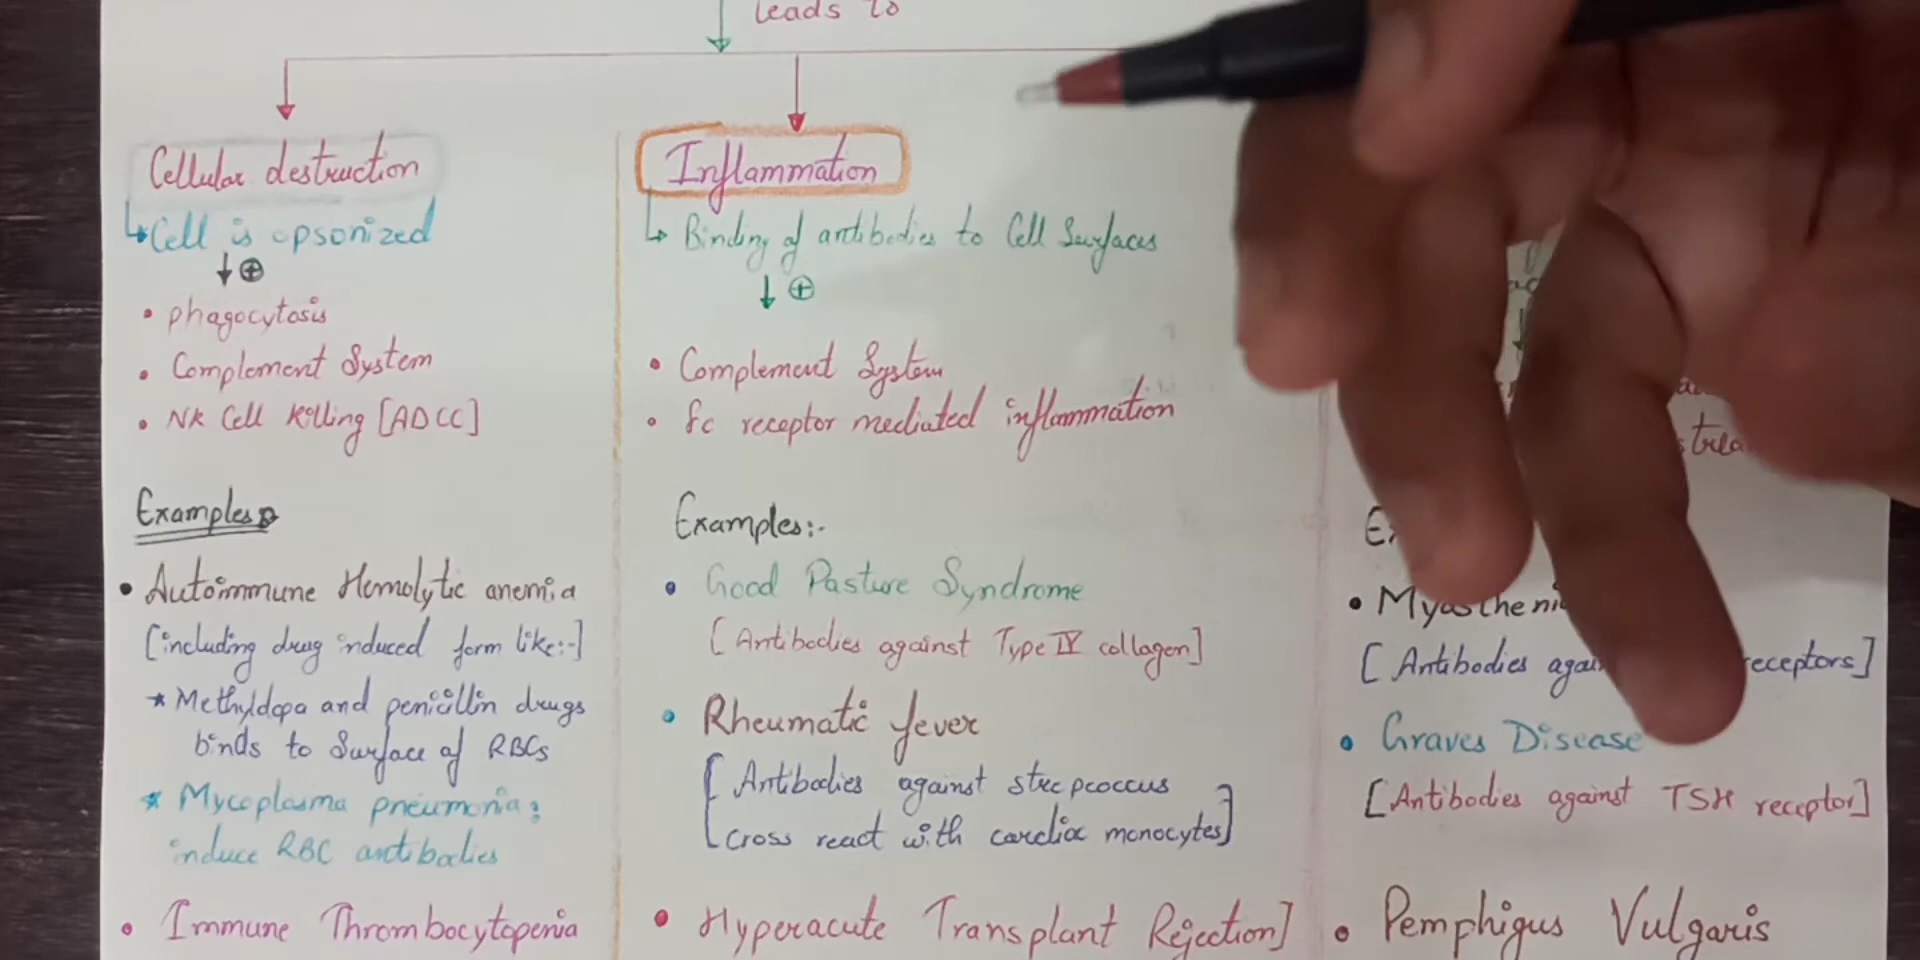 leads to
Cellular destruction
Cell is opsonized
• phagocytosis
• Complement System
• NK Cell Killing [ADCC]
Examples
• Autoimmune Hemolytic anemia
[including drug induced form like:-]
* Methyldopa and penicillin drugs
binds to Surface of RBCs
* Mycoplasma pneumonia:
induce RBC antibodies
• Immune Thrombocytopenia
Inflammation
Binding of antibodies to Cell Surfaces
• Complement System
• Fc receptor mediated inflammation
Examples:-
• Good Pasture Syndrome
[Antibodies against Type IV collagen]
• Rheumatic fever
[Antibodies against strepcoccus
cross react with cardiac monocytes]
• Hyperacute Transplant Rejection]
[Antibodies receptors]
• Graves Disease
[Antibodies against TSH receptor]
• Pemphigus Vulgaris